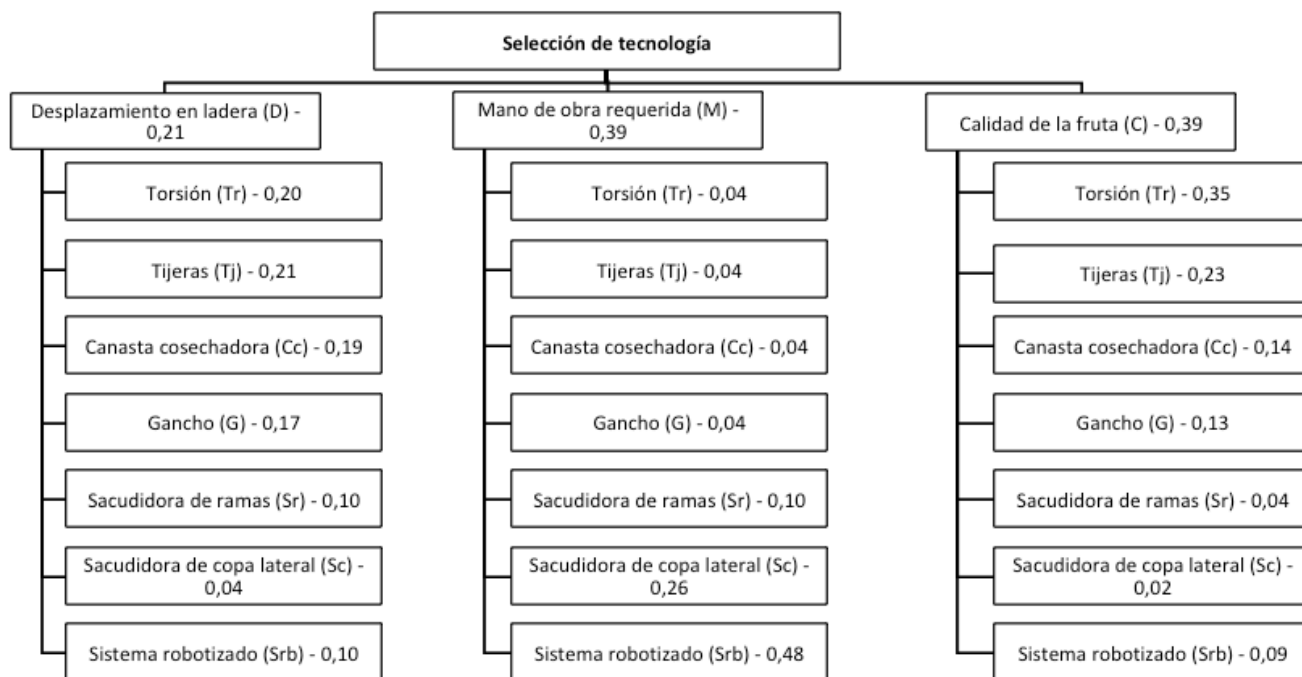 Selección de tecnología
Desplazamiento en ladera (D) -
0,21
Torsión (Tr) - 0,20
Tijeras (Tj) - 0,21
Canasta cosechadora (Cc) - 0,19
Gancho (G) - 0,17
Sacudidora de ramas (Sr) - 0,10
Sacudidora de copa lateral (Sc) -
0,04
Sistema robotizado (Srb) - 0,10
Mano de obra requerida (M) -
0,39
Torsión (Tr) - 0,04
Tijeras (Tj) - 0,04
Canasta cosechadora (Cc) - 0,04
Gancho (G) - 0,04
Sacudidora de ramas (Sr) - 0,10
Sacudidora de copa lateral (Sc) -
0,26
Sistema robotizado (Srb) - 0,48
Calidad de la fruta (C) - 0,39
Torsión (Tr) - 0,35
Tijeras (Tj) - 0,23
Canasta cosechadora (Cc) - 0,14
Gancho (G) - 0,13
Sacudidora de ramas (Sr) - 0,04
Sacudidora de copa lateral (Sc) -
0,02
Sistema robotizado (Srb) - 0,09